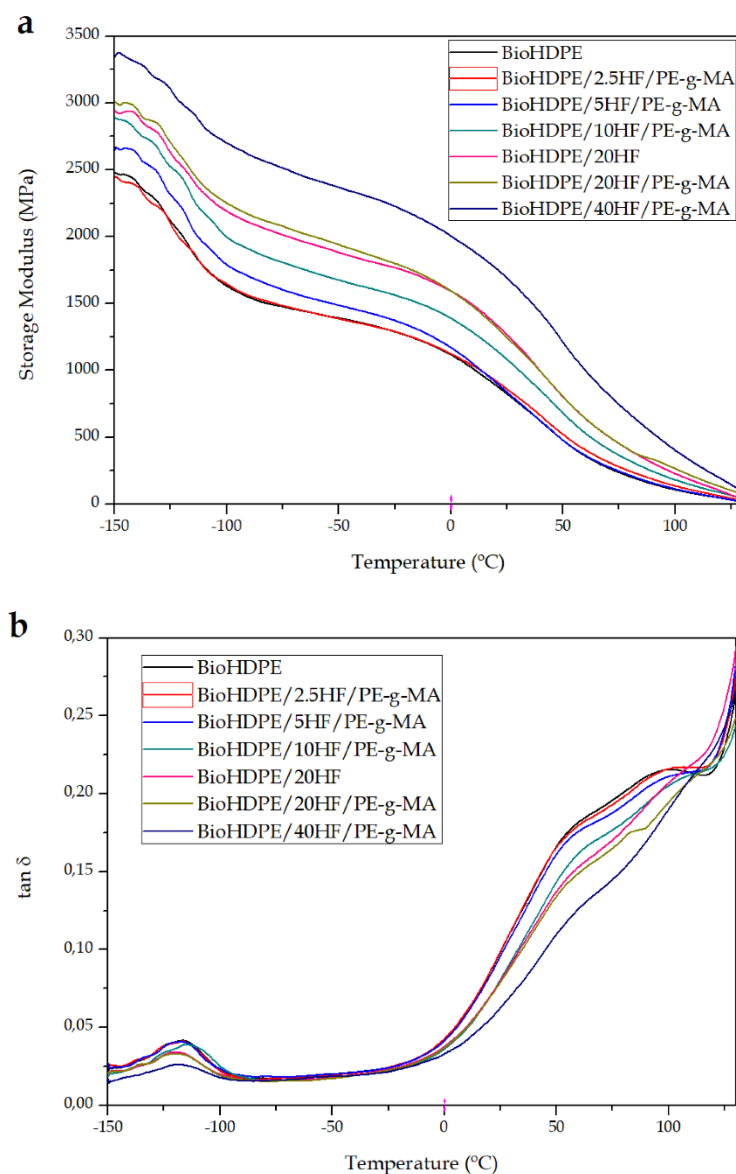 a
3500
3000
2500
2000
1500
1000
500
0
Storage Modulus (MPa)
BioHDPE
BioHDPE/2.5HF/PE-g-MA
BioHDPE/5HF/PE-g-MA
BioHDPE/10HF/PE-g-MA
BioHDPE/20HF
BioHDPE/20HF/PE-g-MA
BioHDPE/40HF/PE-g-MA
-150 -100 -50 0 50 100
Temperature (ºC)
b
0,30
0,25
0,20
0,15
0,10
0,05
0,00
tan δ
BioHDPE
BioHDPE/2.5HF/PE-g-MA
BioHDPE/5HF/PE-g-MA
BioHDPE/10HF/PE-g-MA
BioHDPE/20HF
BioHDPE/20HF/PE-g-MA
BioHDPE/40HF/PE-g-MA
-150 -100 -50 0 50 100
Temperature (ºC)